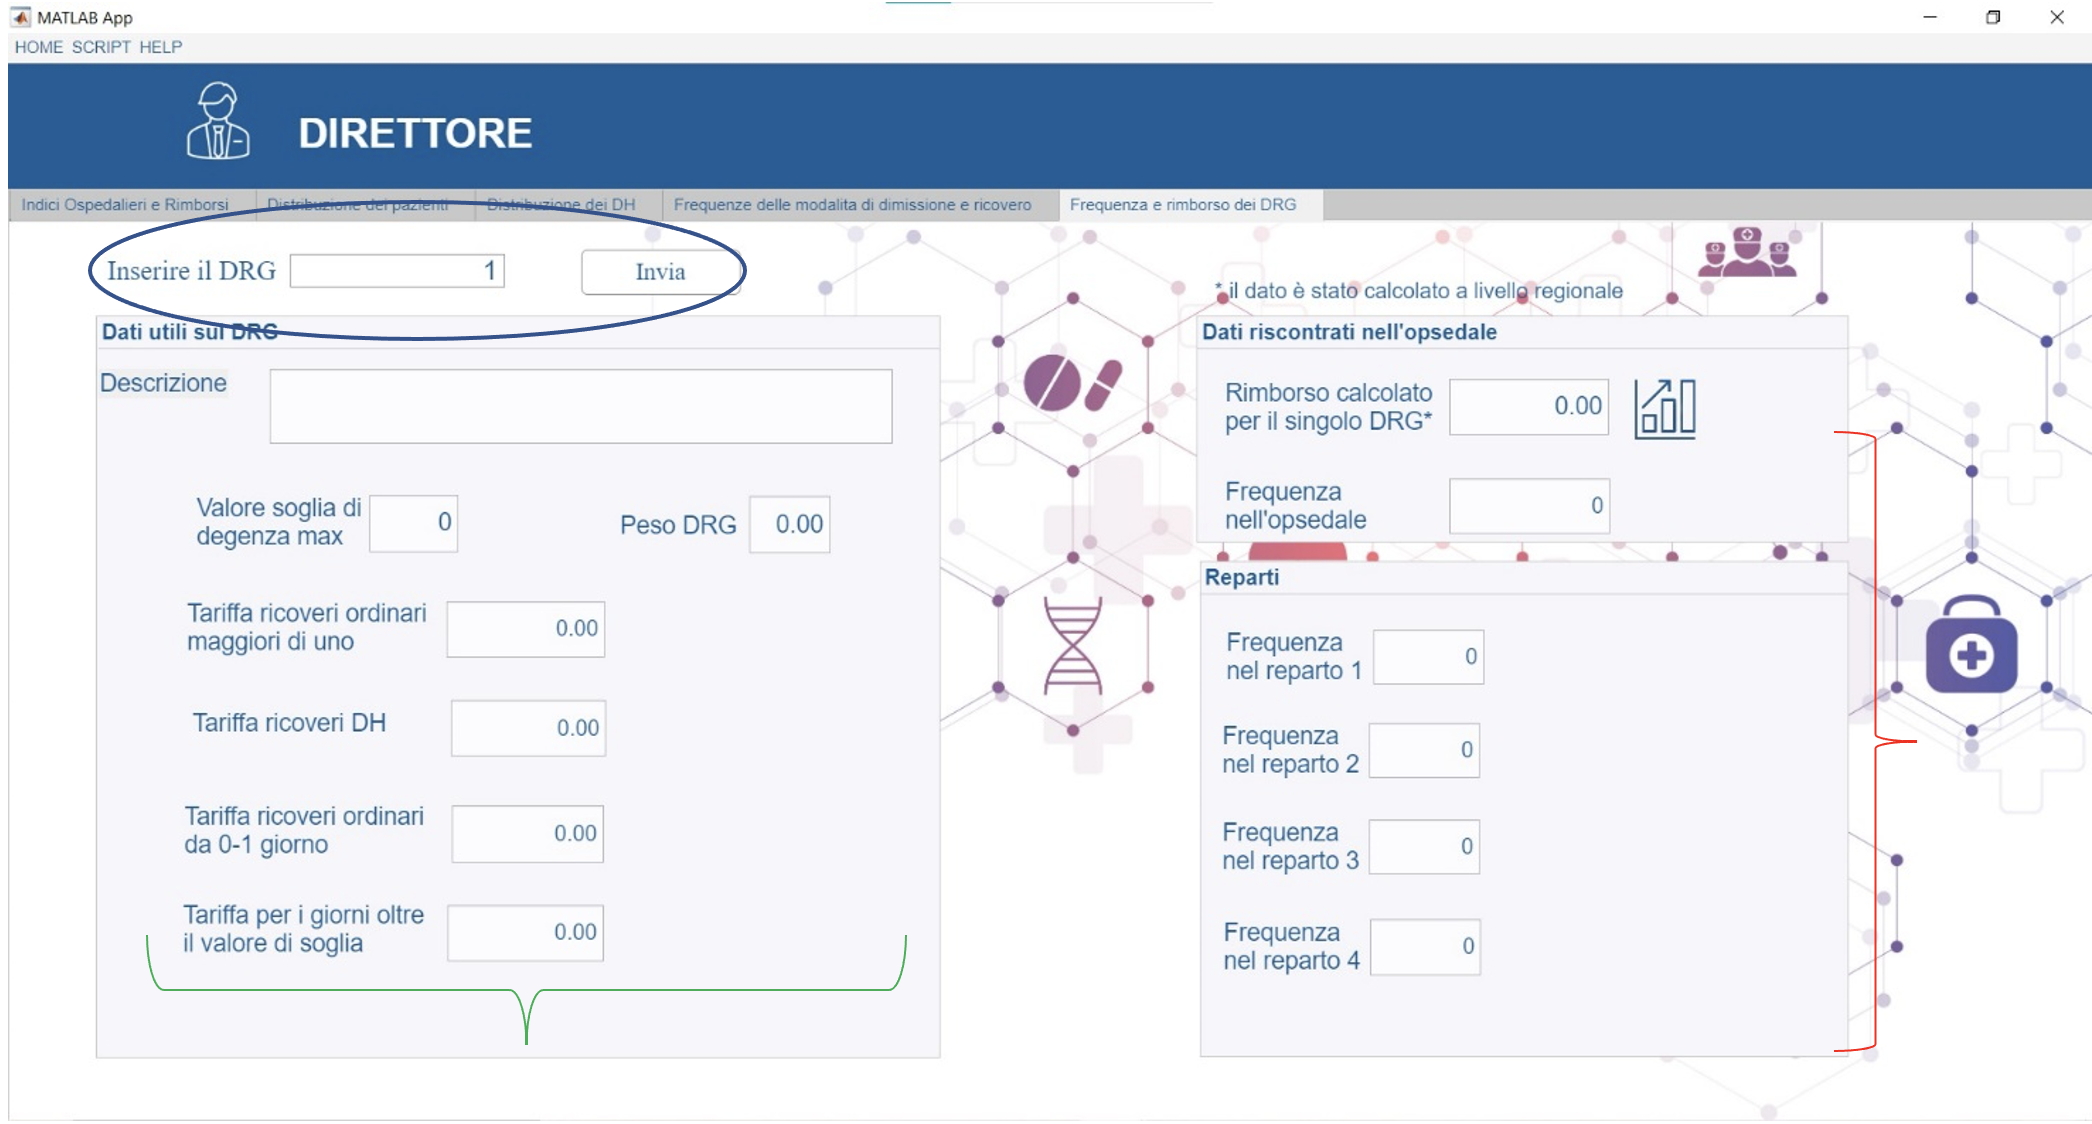 MATLAB App
HOME SCRIPT HELP
DIRETTORE
Indici Ospedalieri e Rimborsi
Distribuzione dei pazienti
Distribuzione dei DH
Frequenze delle modalita di dimissione e ricovero
Frequenza e rimborso dei DRG
Inserire il DRG
1
Invia
* il dato è stato calcolato a livello regionale
Dati utili sul DRG
Descrizione
Valore soglia di
degenza max
0
Peso DRG
0.00
Tariffa ricoveri ordinari
maggiori di uno
0.00
Tariffa ricoveri DH
0.00
Tariffa ricoveri ordinari
da 0-1 giorno
0.00
Tariffa per i giorni oltre
il valore di soglia
0.00
Dati riscontrati nell'opsedale
Rimborso calcolato
per il singolo DRG*
0.00
Frequenza
nell'opsedale
0
Reparti
Frequenza
nel reparto 1
0
Frequenza
nel reparto 2
0
Frequenza
nel reparto 3
0
Frequenza
nel reparto 4
0